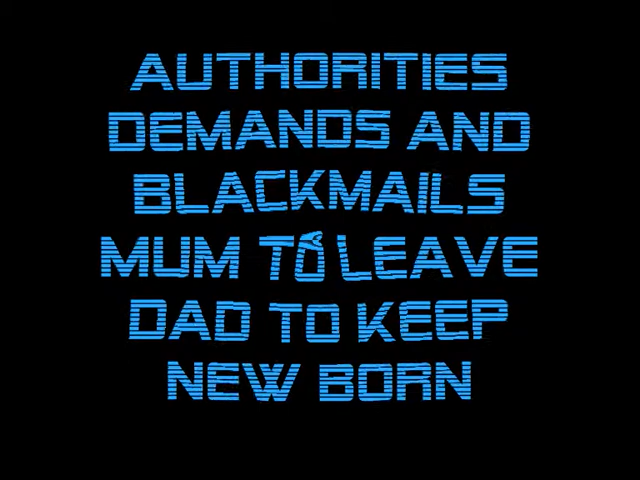 AUTHORITIES
DEMANDS AND
BLACKMAILS
MUM TO LEAVE
DAD TO KEEP
NEW BORN